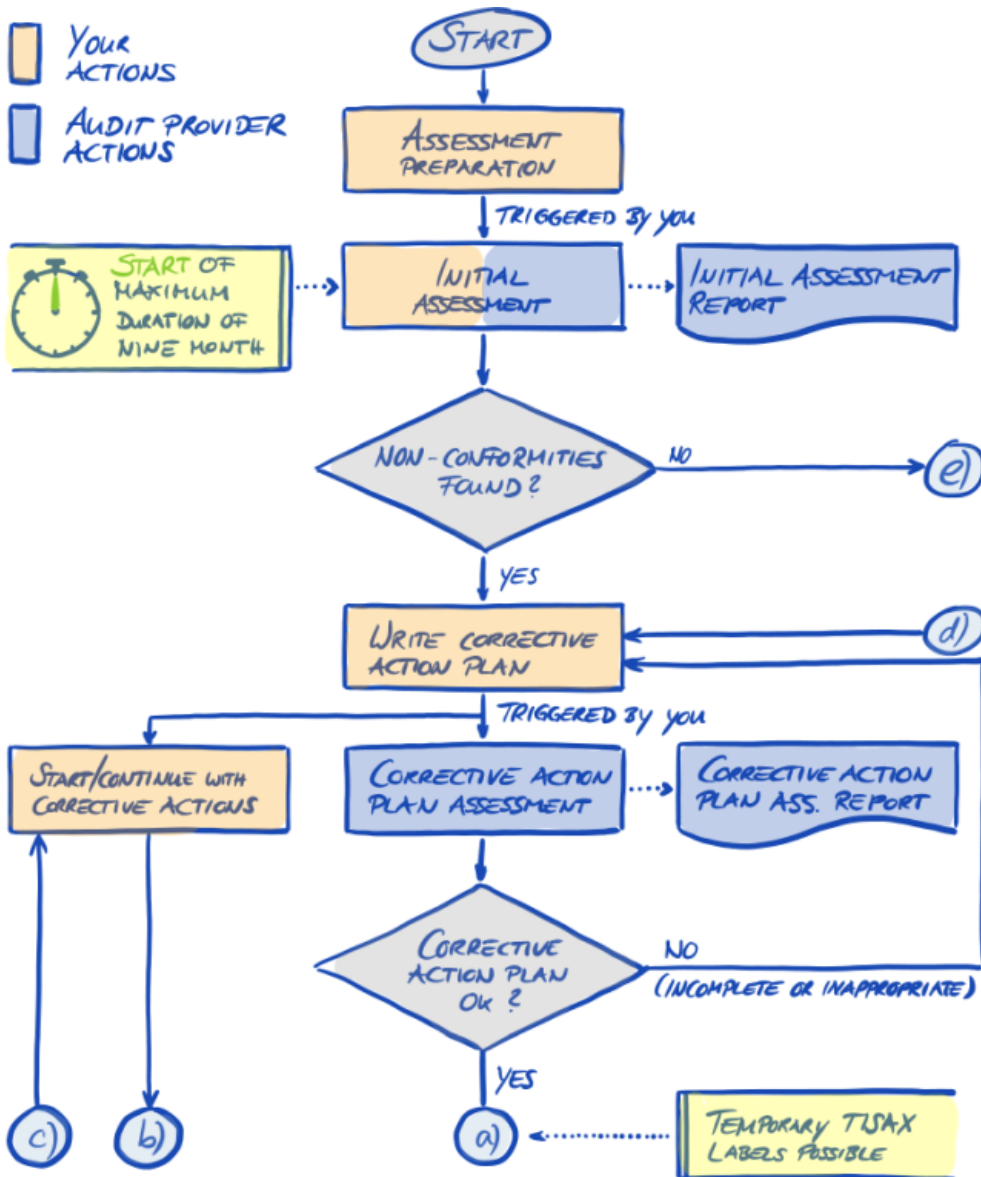 START
YOUR
ACTIONS
AUDIT PROVIDER
ACTIONS
ASSESSMENT
PREPARATION
TRIGGERED BY YOU
START OF
MAXIMUM
DURATION OF
NINE MONTH
INITIAL
ASSESSMENT
INITIAL ASSESSMENT
REPORT
NON-CONFORMITIES
FOUND?
NO
e)
YES
WRITE CORRECTIVE
ACTION PLAN
d)
TRIGGERED BY YOU
START/CONTINUE WITH
CORRECTIVE ACTIONS
CORRECTIVE ACTION
PLAN ASSESSMENT
CORRECTIVE ACTION
PLAN ASS. REPORT
CORRECTIVE
ACTION PLAN
OK?
NO
(INCOMPLETE OR INAPPROPRIATE)
YES
c)
b)
a)
TEMPORARY TISAX
LABELS POSSIBLE